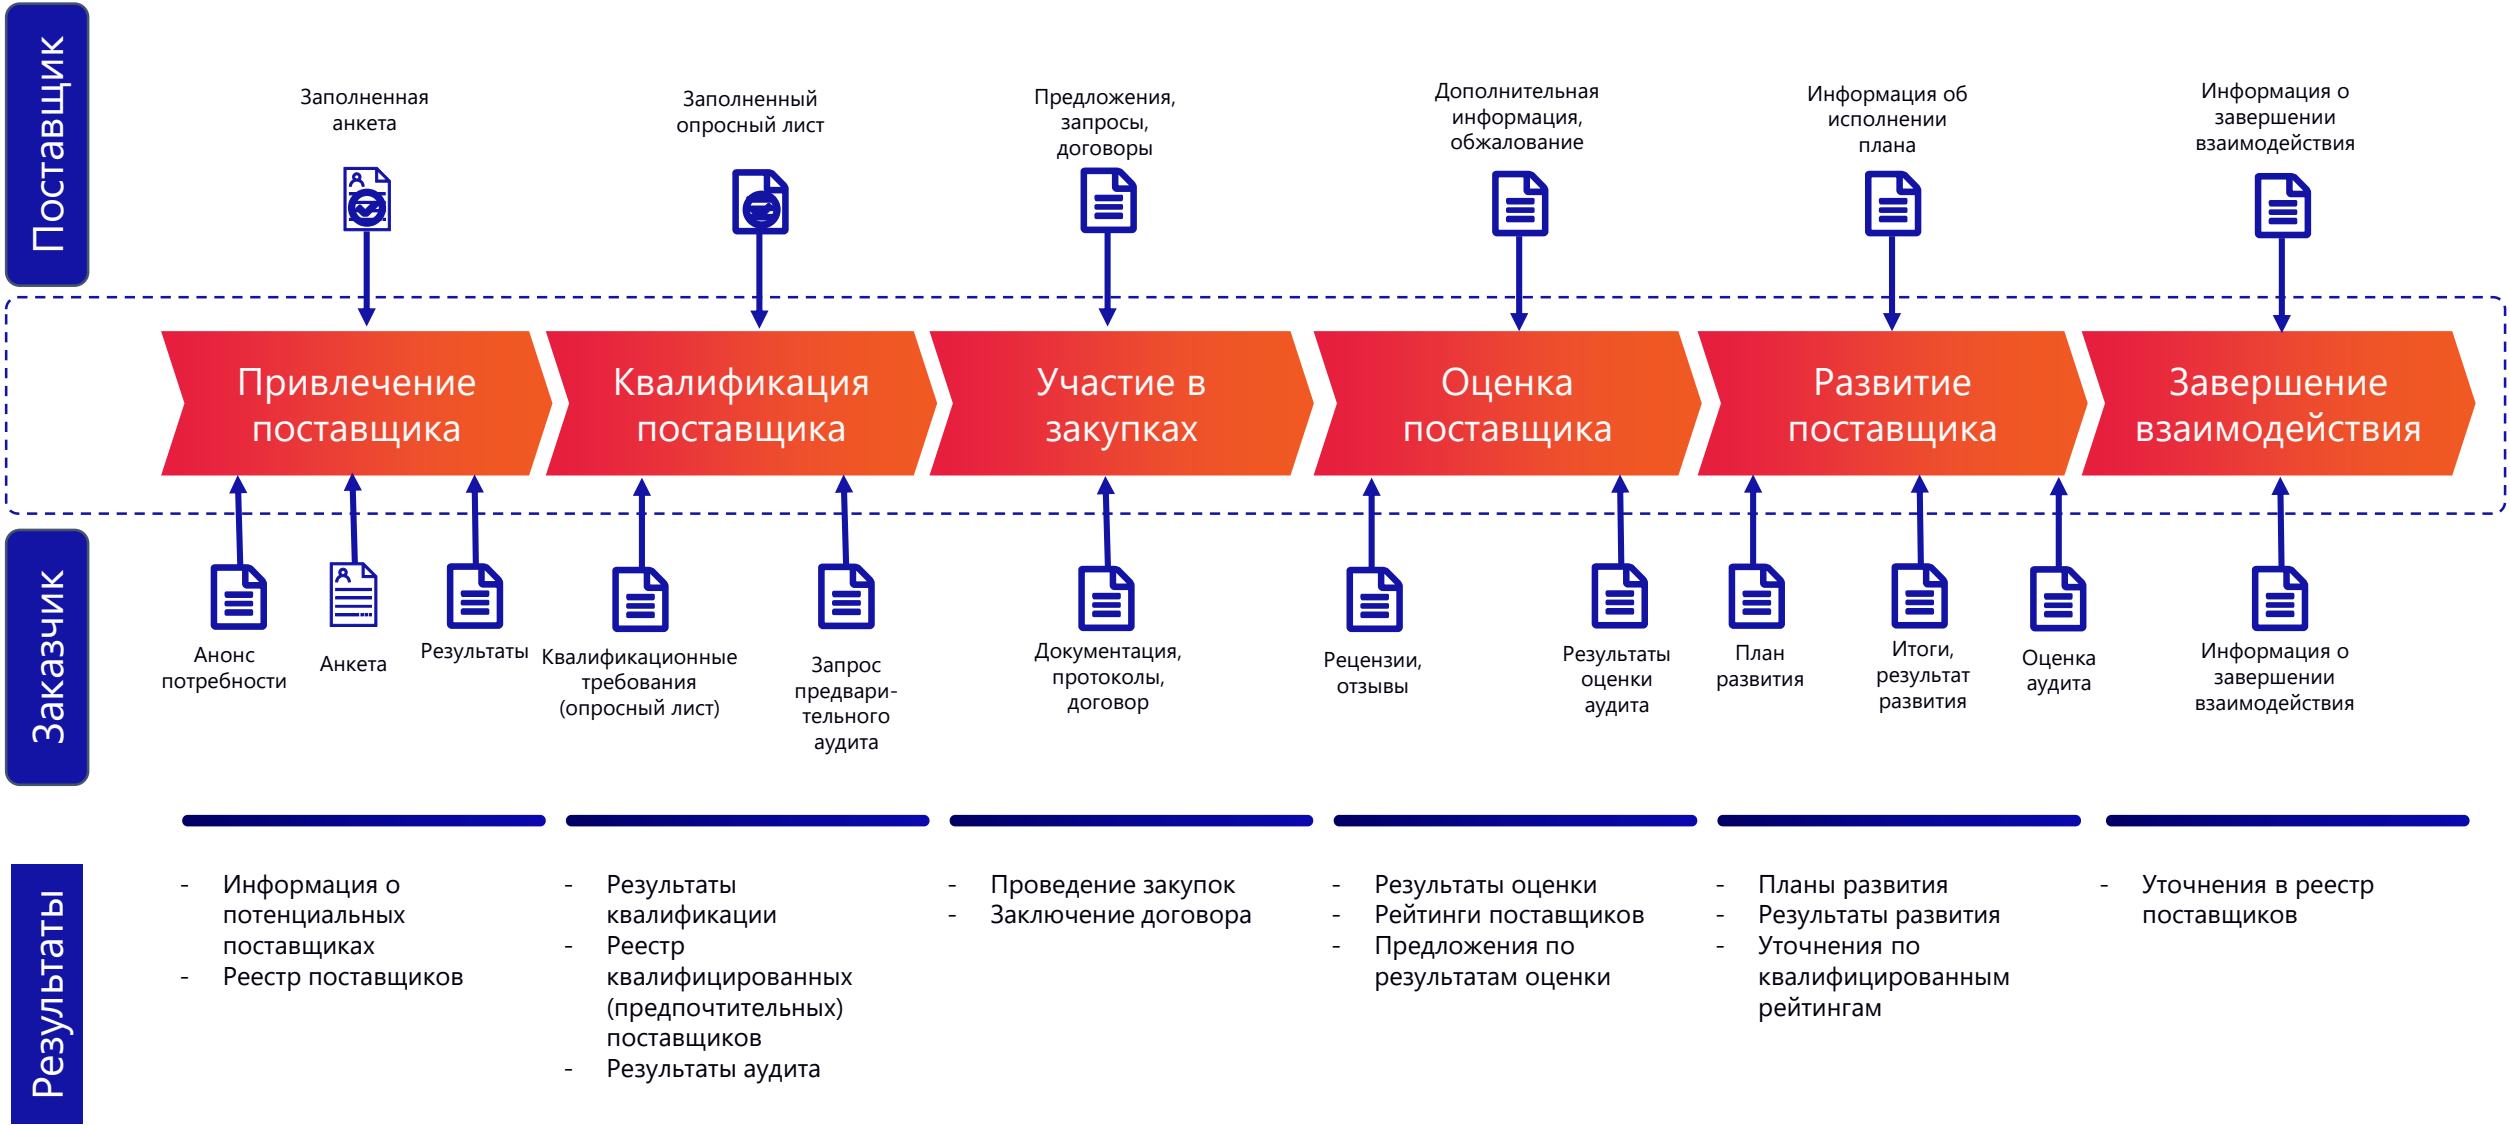 Поставщик
Заполненная
анкета
Заполненный
опросный лист
Предложения,
запросы,
договоры
Дополнительная
информация,
обжалование
Информация об
исполнении
плана
Информация о
завершении
взаимодействия
Привлечение
поставщика
Квалификация
поставщика
Участие в
закупках
Оценка
поставщика
Развитие
поставщика
Завершение
взаимодействия
Заказчик
Анонс
потребности
Анкета
Результаты
Квалификационные
требования
(опросный лист)
Запрос
предвари-
тельного
аудита
Документация,
протоколы,
договор
Рецензии,
отзывы
Результаты
оценки
аудита
План
развития
Итоги,
результат
развития
Оценка
аудита
Информация о
завершении
взаимодействия
Результаты
- Информация о
потенциальных
поставщиках
- Реестр поставщиков
- Результаты
квалификации
- Реестр
квалифицированных
(предпочтительных)
поставщиков
- Результаты аудита
- Проведение закупок
- Заключение договора
- Результаты оценки
- Рейтинги поставщиков
- Предложения по
результатам оценки
- Планы развития
- Результаты развития
- Уточнения по
квалифицированным
рейтингам
- Уточнения в реестр
поставщиков